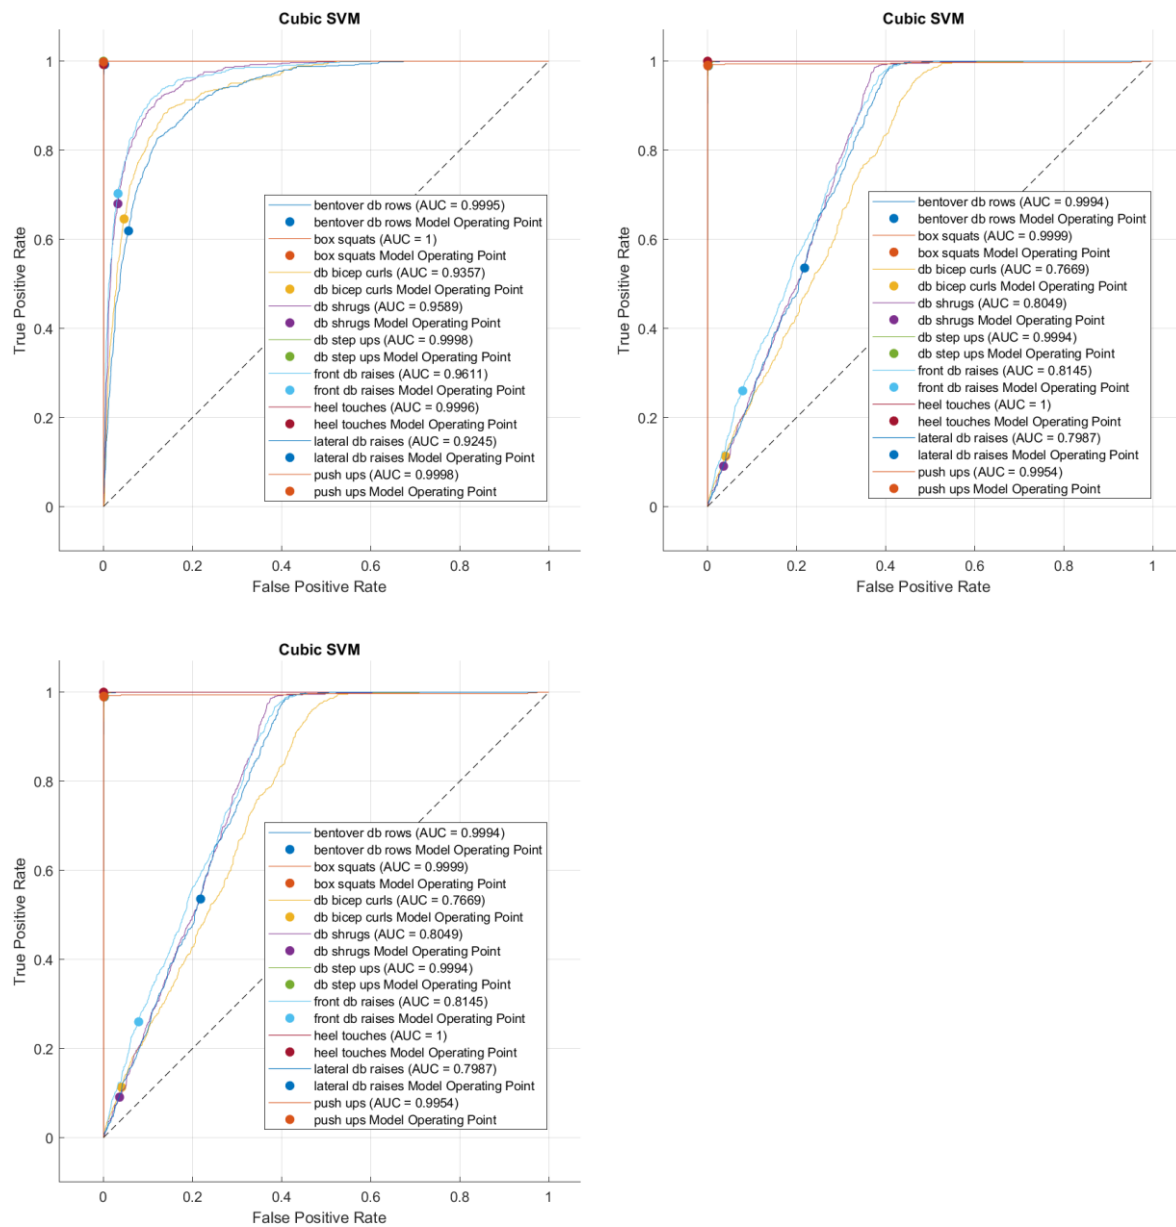 Cubic SVM
1
0.8
0.6
0.4
0.2
0
True Positive Rate
bentover db rows (AUC = 0.9995)
bentover db rows Model Operating Point
box squats (AUC = 1)
box squats Model Operating Point
db bicep curls (AUC = 0.9357)
db bicep curls Model Operating Point
db shrugs (AUC = 0.9589)
db shrugs Model Operating Point
db step ups (AUC = 0.9998)
db step ups Model Operating Point
front db raises (AUC = 0.9611)
front db raises Model Operating Point
heel touches (AUC = 0.9996)
heel touches Model Operating Point
lateral db raises (AUC = 0.9245)
lateral db raises Model Operating Point
push ups (AUC = 0.9998)
push ups Model Operating Point
0 0.2 0.4 0.6 0.8 1
False Positive Rate
Cubic SVM
1
0.8
0.6
0.4
0.2
0
True Positive Rate
bentover db rows (AUC = 0.9994)
bentover db rows Model Operating Point
box squats (AUC = 0.9999)
box squats Model Operating Point
db bicep curls (AUC = 0.7669)
db bicep curls Model Operating Point
db shrugs (AUC = 0.8049)
db shrugs Model Operating Point
db step ups (AUC = 0.9994)
db step ups Model Operating Point
front db raises (AUC = 0.8145)
front db raises Model Operating Point
heel touches (AUC = 1)
heel touches Model Operating Point
lateral db raises (AUC = 0.7987)
lateral db raises Model Operating Point
push ups (AUC = 0.9954)
push ups Model Operating Point
0 0.2 0.4 0.6 0.8 1
False Positive Rate
Cubic SVM
1
0.8
0.6
0.4
0.2
0
True Positive Rate
bentover db rows (AUC = 0.9994)
bentover db rows Model Operating Point
box squats (AUC = 0.9999)
box squats Model Operating Point
db bicep curls (AUC = 0.7669)
db bicep curls Model Operating Point
db shrugs (AUC = 0.8049)
db shrugs Model Operating Point
db step ups (AUC = 0.9994)
db step ups Model Operating Point
front db raises (AUC = 0.8145)
front db raises Model Operating Point
heel touches (AUC = 1)
heel touches Model Operating Point
lateral db raises (AUC = 0.7987)
lateral db raises Model Operating Point
push ups (AUC = 0.9954)
push ups Model Operating Point
0 0.2 0.4 0.6 0.8 1
False Positive Rate